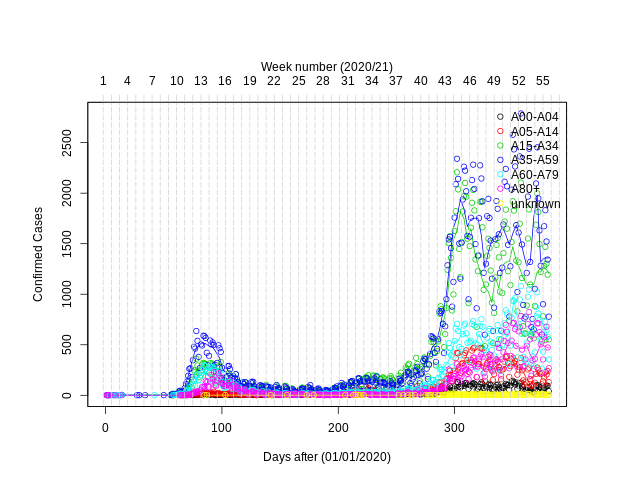 Week number (2020/21)
1 4 7 10 13 16 19 22 25 28 31 34 37 40 43 46 49 52 55
A00-A04
A05-A14
A15-A34
A35-A59
A60-A79
A80+
unknown
Confirmed Cases
0 500 1000 1500 2000 2500
0 100 200 300
Days after (01/01/2020)